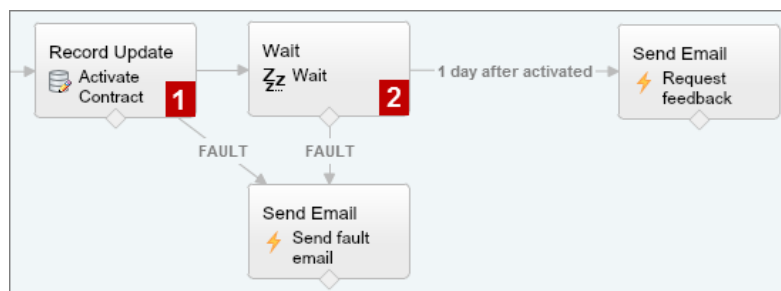 Record Update
Activate
Contract
1
Wait
Zzz Wait
2
1 day after activated
Send Email
Request
feedback
FAULT
FAULT
Send Email
Send fault
email